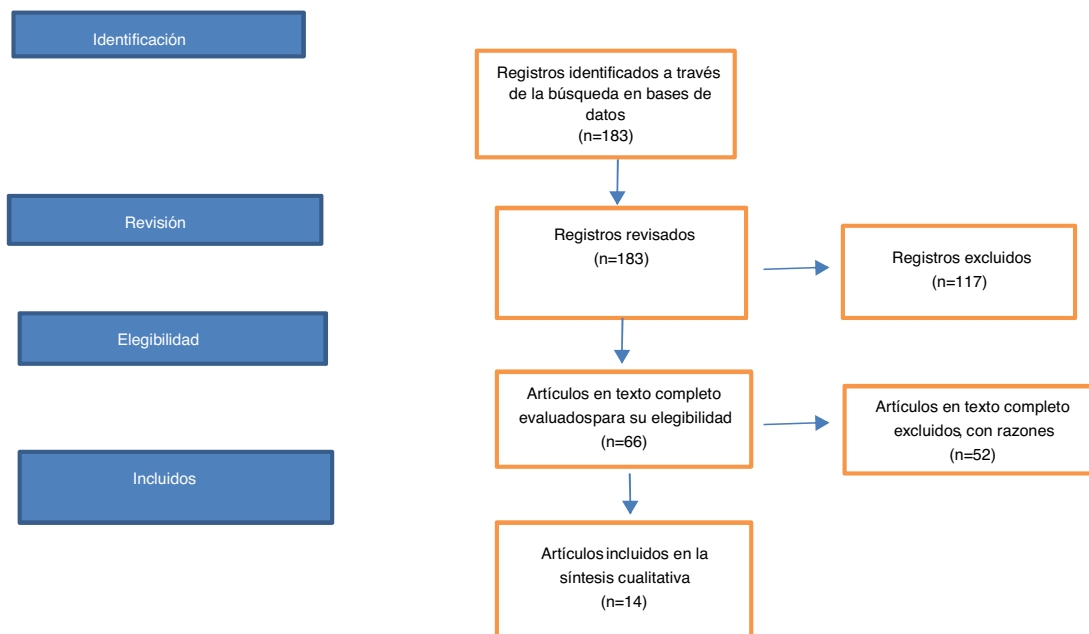 Identificación
Registros identificados a través
de la búsqueda en bases de
datos
(n=183)
Revisión
Registros revisados
(n=183)
Registros excluidos
(n=117)
Elegibilidad
Artículos en texto completo
evaluadospara su elegibilidad
(n=66)
Artículos en texto completo
excluidos, con razones
(n=52)
Incluidos
Artículos incluidos en la
síntesis cualitativa
(n=14)